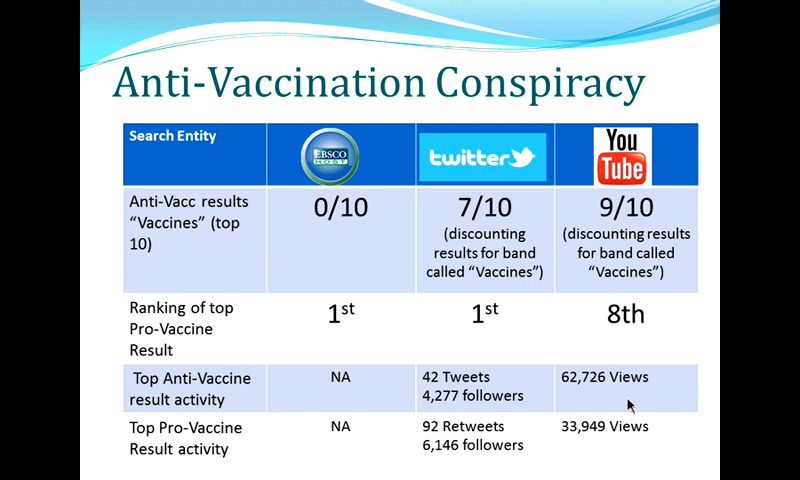 Anti-Vaccination Conspiracy
Search Entity
EBSCO
HOST
twitter
You
Tube
Anti-Vacc results
“Vaccines” (top
10)
0/10
7/10
(discounting
results for band
called “Vaccines”)
9/10
(discounting results
for band called
“Vaccines”)
Ranking of top
Pro-Vaccine
Result
1st
1st
8th
Top Anti-Vaccine
result activity
NA
42 Tweets
4,277 followers
62,726 Views
Top Pro-Vaccine
Result activity
NA
92 Retweets
6,146 followers
33,949 Views